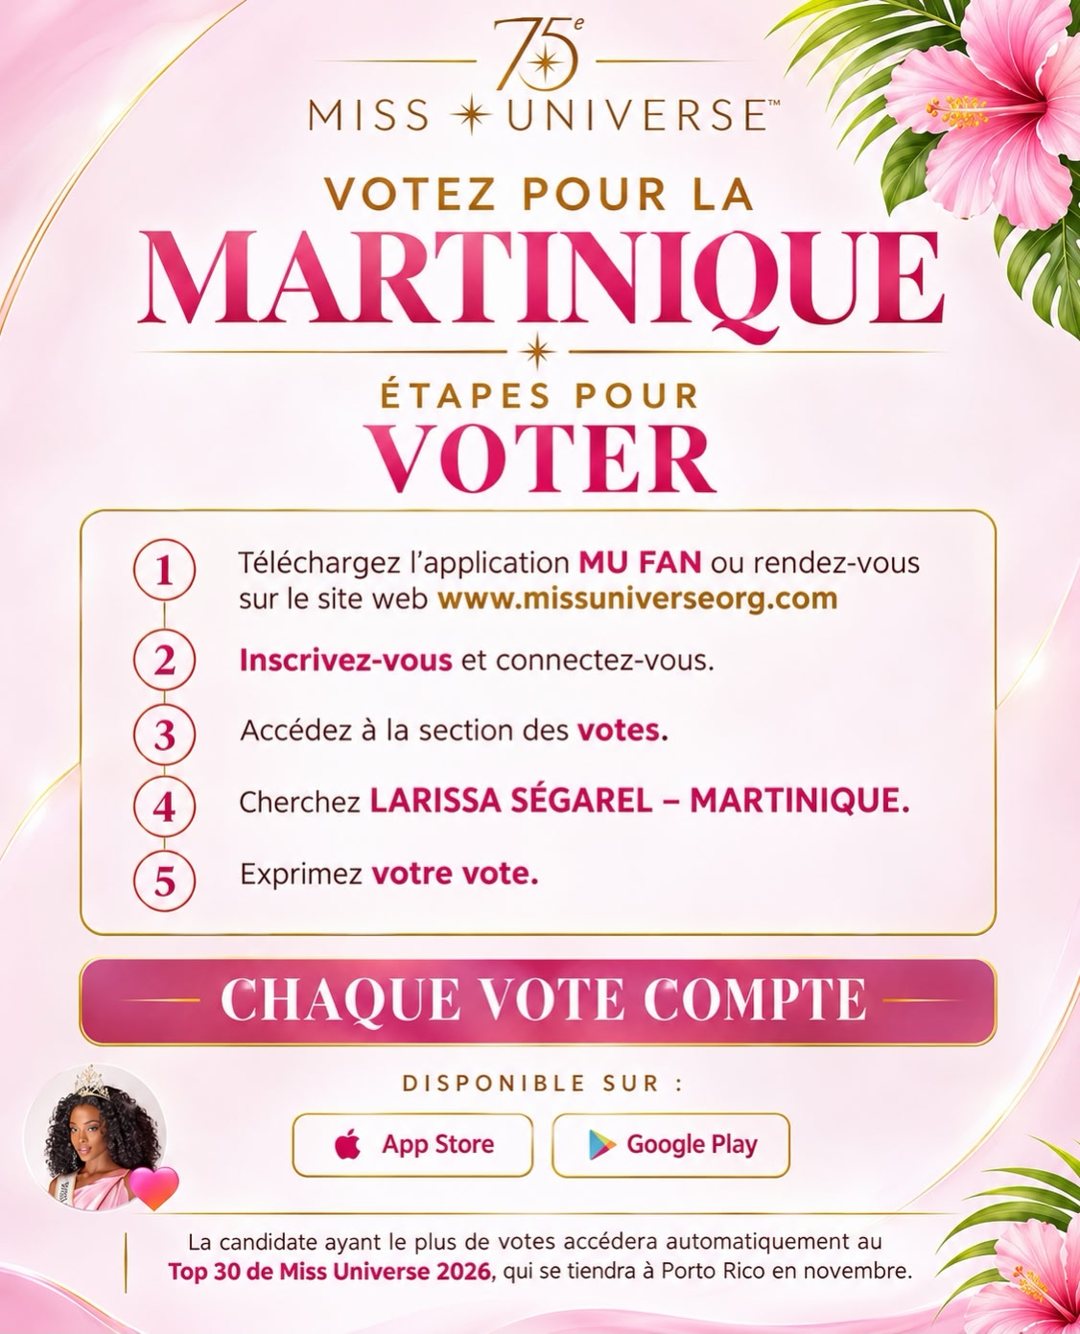 75e
MISS UNIVERSE™
VOTEZ POUR LA
MARTINIQUE
ÉTAPES POUR
VOTER
1 Téléchargez l'application MU FAN ou rendez-vous
sur le site web www.missuniverseorg.com
2 Inscrivez-vous et connectez-vous.
3 Accédez à la section des votes.
4 Cherchez LARISSA SÉGAREL – MARTINIQUE.
5 Exprimez votre vote.
CHAQUE VOTE COMPTE
DISPONIBLE SUR :
App Store
Google Play
La candidate ayant le plus de votes accédera automatiquement au
Top 30 de Miss Universe 2026, qui se tiendra à Porto Rico en novembre.